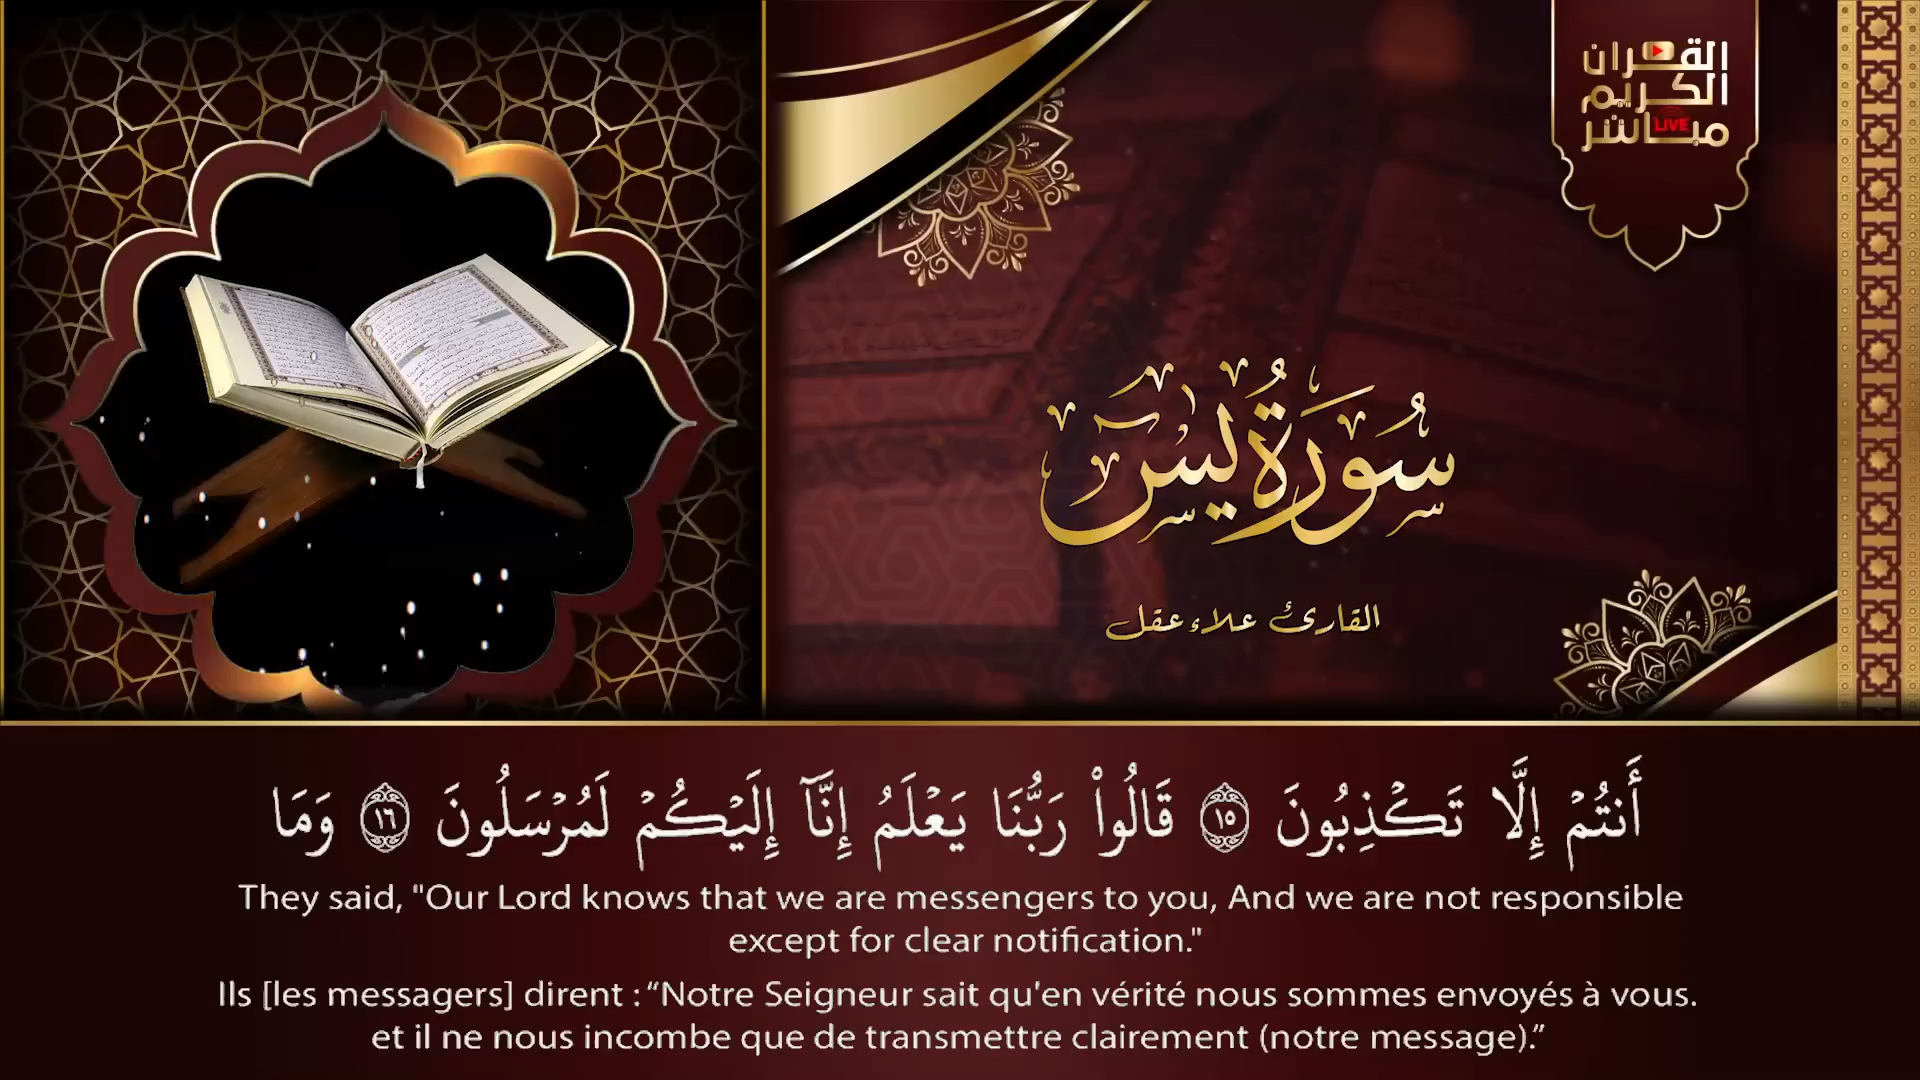 القرآن
الكريم
مباشر
LIVE
سُورَةُ يسٓ
القارئ علاء عقل
أَنتُمْ إِلَّا تَكْذِبُونَ ١٥ قَالُوا۟ رَبُّنَا يَعْلَمُ إِنَّآ إِلَيْكُمْ لَمُرْسَلُونَ ١٦ وَمَا
They said, "Our Lord knows that we are messengers to you, And we are not responsible
except for clear notification."
Ils [les messagers] dirent : “Notre Seigneur sait qu'en vérité nous sommes envoyés à vous.
et il ne nous incombe que de transmettre clairement (notre message).”